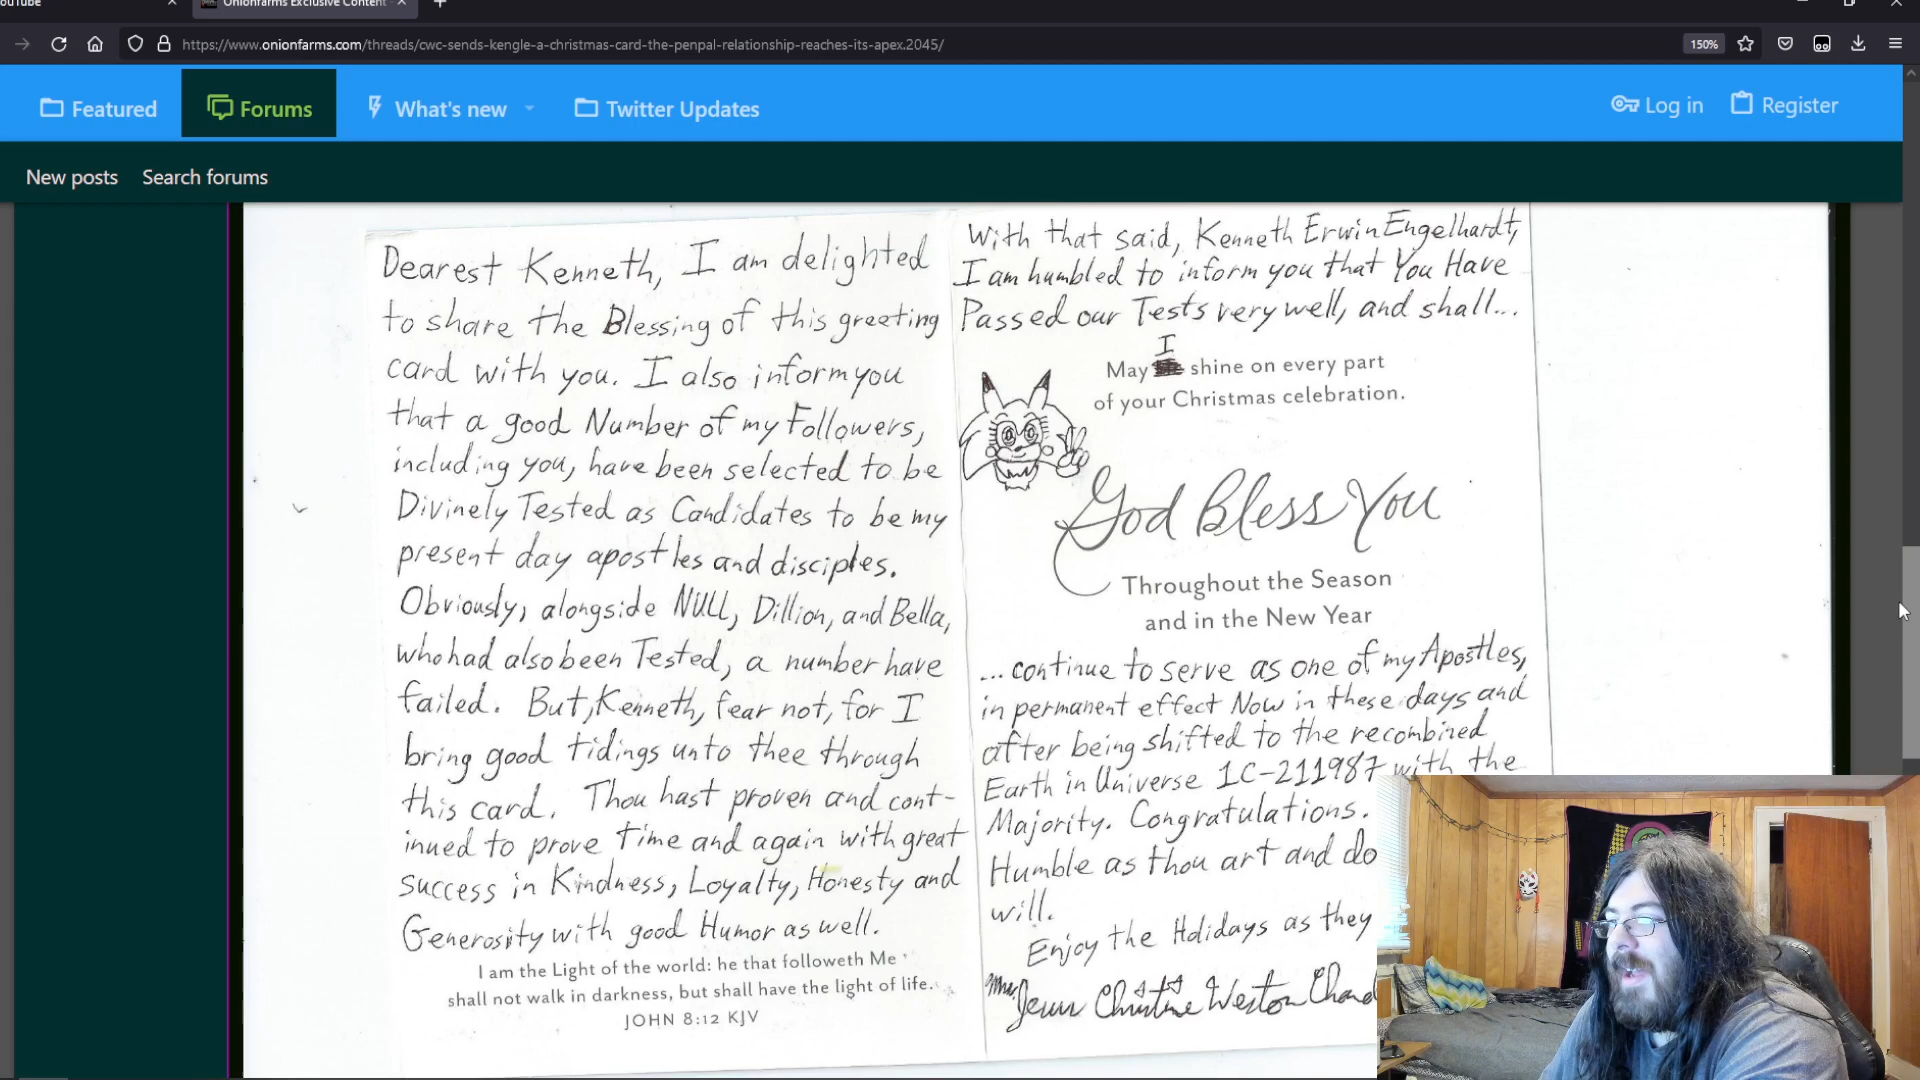 ouTube
Onionfarms Exclusive Content -
https://www.onionfarms.com/threads/cwc-sends-kengle-a-christmas-card-the-penpal-relationship-reaches-its-apex.2045/
150%
Featured
Forums
What's new
Twitter Updates
Log in
Register
New posts
Search forums
Dearest Kenneth, I am delighted
to share the Blessing of this greeting
card with you. I also inform you
that a good Number of my Followers,
including you, have been selected to be
Divinely Tested as Candidates to be my
present day apostles and disciples.
Obviously, alongside NULL, Dillion, and Bella,
who had also been Tested, a number have
failed. But, Kenneth, fear not, for I
bring good tidings unto thee through
this card. Thou hast proven and cont-
inued to prove time and again with great
success in Kindness, Loyalty, Honesty and
Generosity with good Humor as well.
I am the Light of the world: he that followeth Me
shall not walk in darkness, but shall have the light of life.
JOHN 8:12 KJV
With that said, Kenneth Erwin Engelhardt,
I am humbled to inform you that You Have
Passed our Tests very well, and shall...
I
May shine on every part
of your Christmas celebration.
God Bless You
Throughout the Season
and in the New Year
...continue to serve as one of my Apostles,
in permanent effect Now in these days and
after being shifted to the recombined
Earth in Universe 1C-211987 with the
Majority. Congratulations.
Humble as thou art and do
will.
Enjoy the Holidays as they
Christine Weston Chand